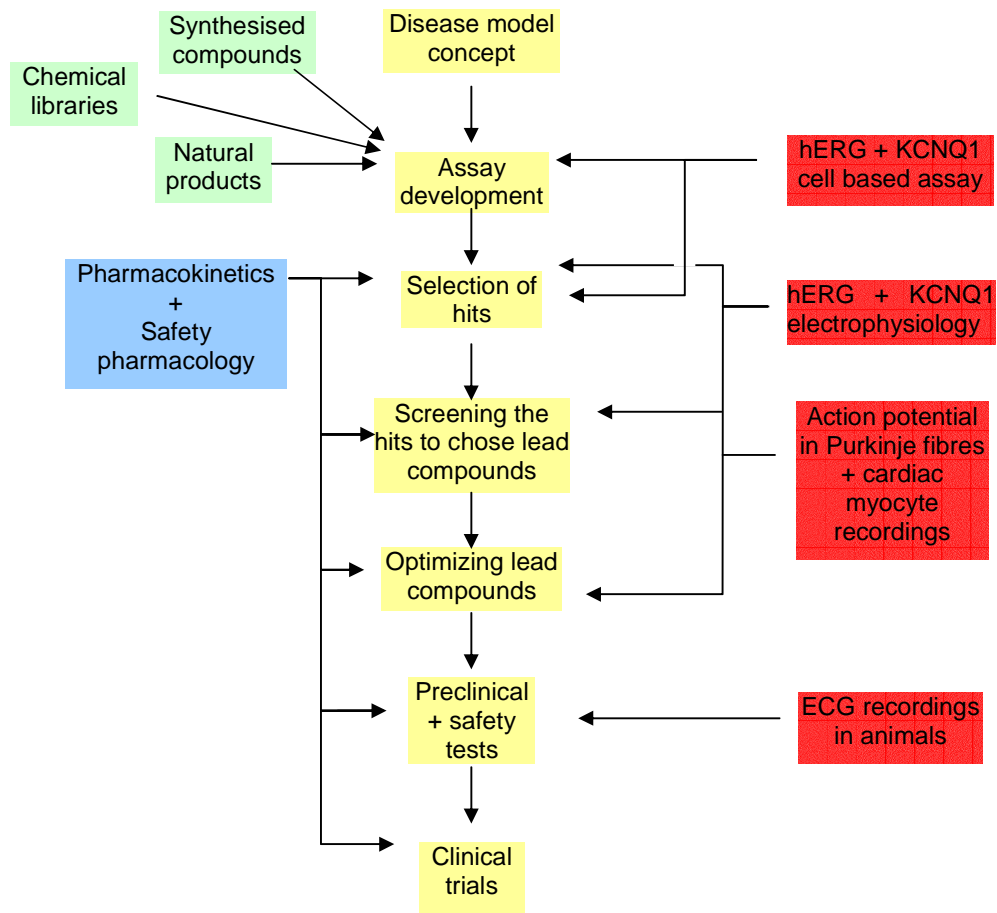 Synthesised
compounds
Disease model
concept
Chemical
libraries
Natural
products
Assay
development
hERG + KCNQ1
cell based assay
Pharmacokinetics
+
Safety
pharmacology
Selection of
hits
hERG + KCNQ1
electrophysiology
Screening the
hits to chose lead
compounds
Action potential
in Purkinje fibres
+ cardiac
myocyte
recordings
Optimizing lead
compounds
Preclinical
+ safety
tests
ECG recordings
in animals
Clinical
trials